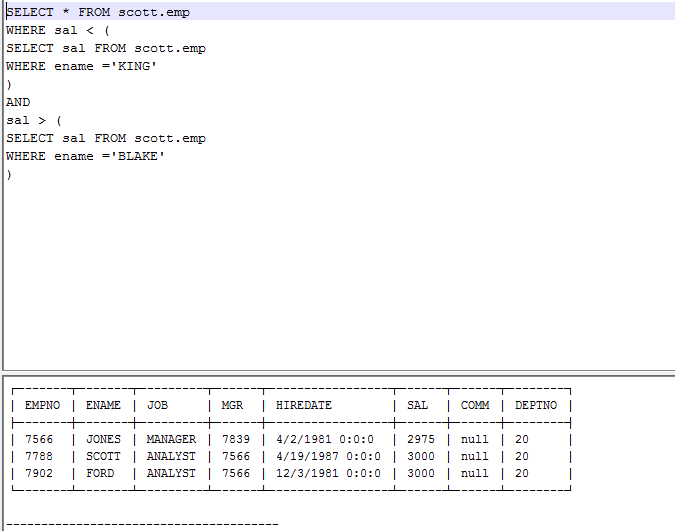 SELECT * FROM scott.emp
WHERE sal < (
SELECT sal FROM scott.emp
WHERE ename ='KING'
)
AND
sal > (
SELECT sal FROM scott.emp
WHERE ename ='BLAKE'
)
| EMPNO | ENAME | JOB | MGR | HIREDATE | SAL | COMM | DEPTNO |
| 7566 | JONES | MANAGER | 7839 | 4/2/1981 0:0:0 | 2975 | null | 20 |
| 7788 | SCOTT | ANALYST | 7566 | 4/19/1987 0:0:0 | 3000 | null | 20 |
| 7902 | FORD | ANALYST | 7566 | 12/3/1981 0:0:0 | 3000 | null | 20 |